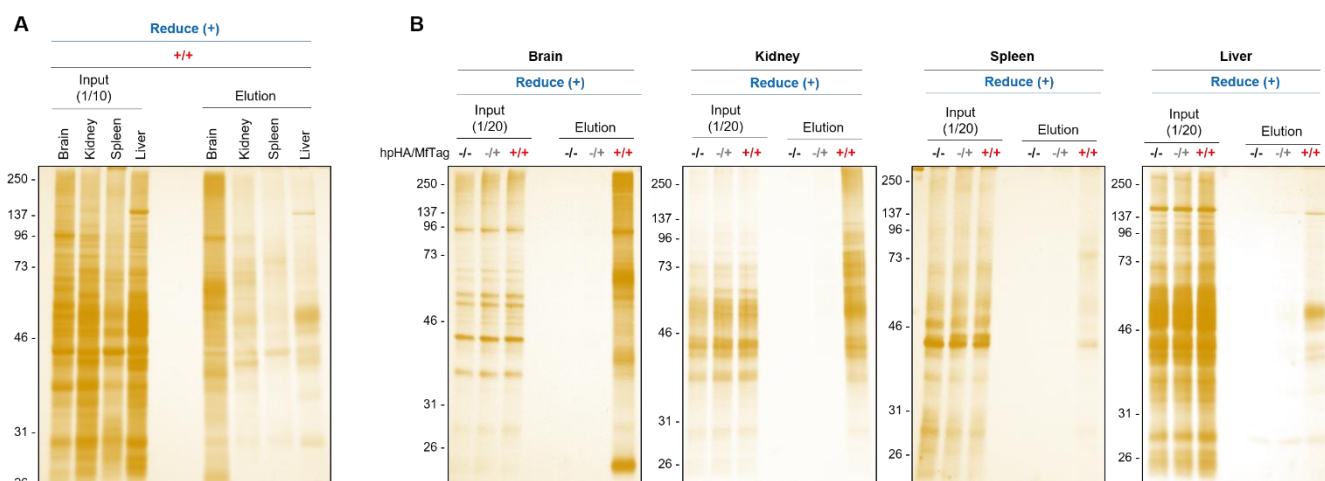 A
Reduce (+)
+/+
Input
(1/10)
Elution
Brain
Kidney
Spleen
Liver
Brain
Kidney
Spleen
Liver
250 -
137 -
96 -
73 -
46 -
31 -
B
Brain
Reduce (+)
Input
(1/20)
Elution
hpHA/MfTag -/- -/+ +/+ -/- -/+ +/+
250 -
137 -
96 -
73 -
46 -
31 -
26 -
Kidney
Reduce (+)
Input
(1/20)
Elution
-/- -/+ +/+ -/- -/+ +/+
250 -
137 -
96 -
73 -
46 -
31 -
26 -
Spleen
Reduce (+)
Input
(1/20)
Elution
-/- -/+ +/+ -/- -/+ +/+
250 -
137 -
96 -
73 -
46 -
31 -
26 -
Liver
Reduce (+)
Input
(1/20)
Elution
-/- -/+ +/+ -/- -/+ +/+
250 -
137 -
96 -
73 -
46 -
31 -
26 -